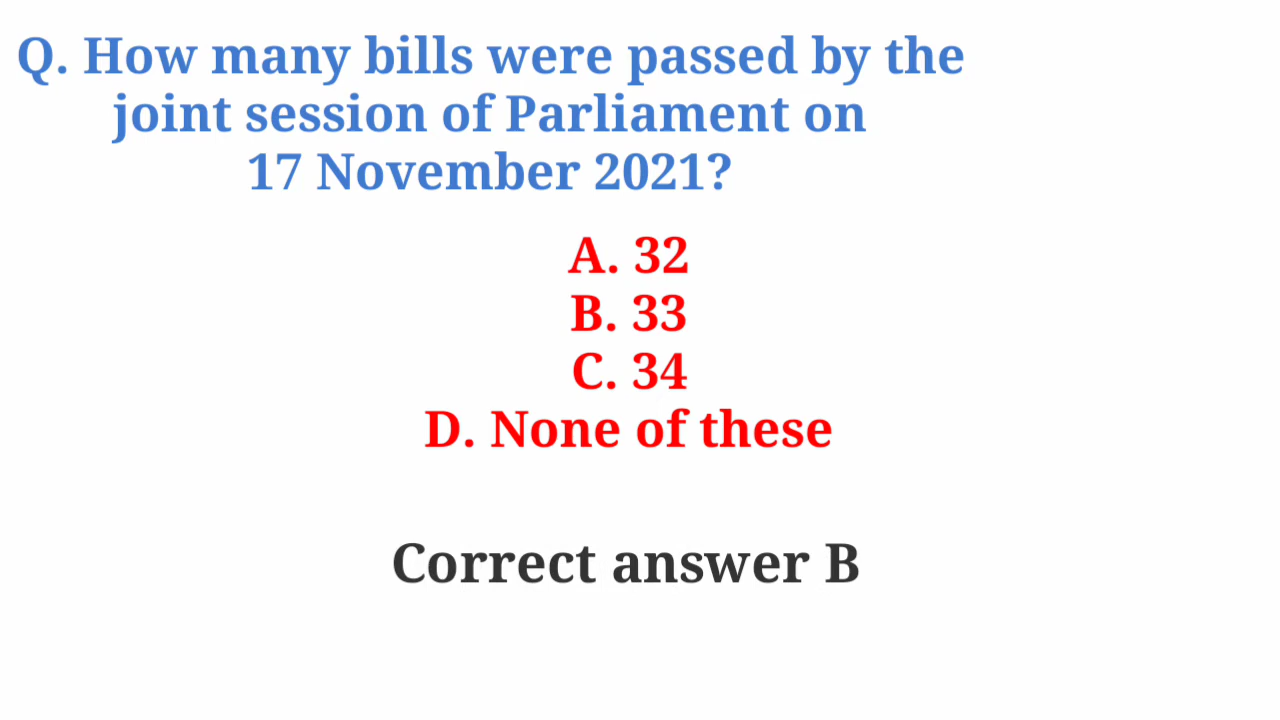 Q. How many bills were passed by the
joint session of Parliament on
17 November 2021?
A. 32
B. 33
C. 34
D. None of these
Correct answer B